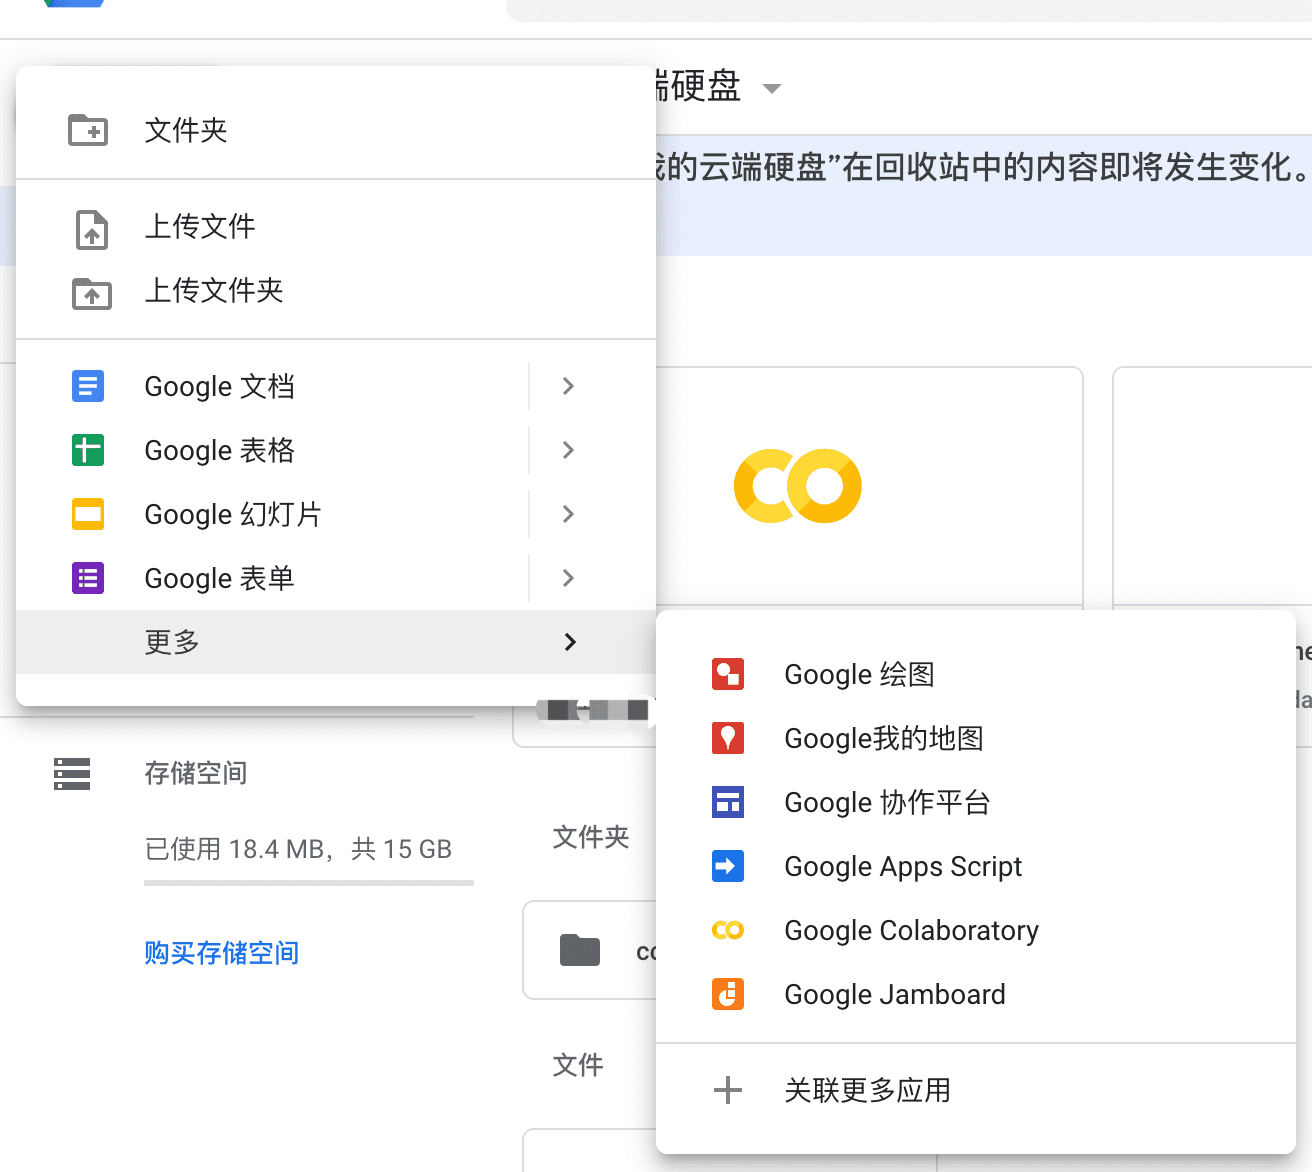 端硬盘
文件夹
的云端硬盘”在回收站中的内容即将发生变化。
上传文件
上传文件夹
Google 文档
Google 表格
Google 幻灯片
Google 表单
更多
Google 绘图
Google我的地图
Google 协作平台
Google Apps Script
Google Colaboratory
Google Jamboard
关联更多应用
存储空间
已使用 18.4 MB，共 15 GB
购买存储空间
文件夹
文件